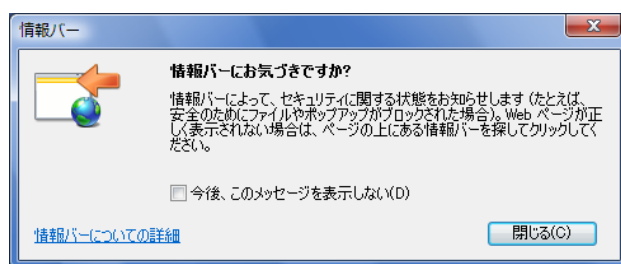 情報バー
情報バーにお気づきですか?
情報バーによって、セキュリティに関する状態をお知らせします (たとえば、
安全のためにファイルやポップアップがブロックされた場合)。Web ページが正
しく表示されない場合は、ページの上にある情報バーを探してクリックしてく
ださい。
今後、このメッセージを表示しない(D)
情報バーについての詳細
閉じる(C)